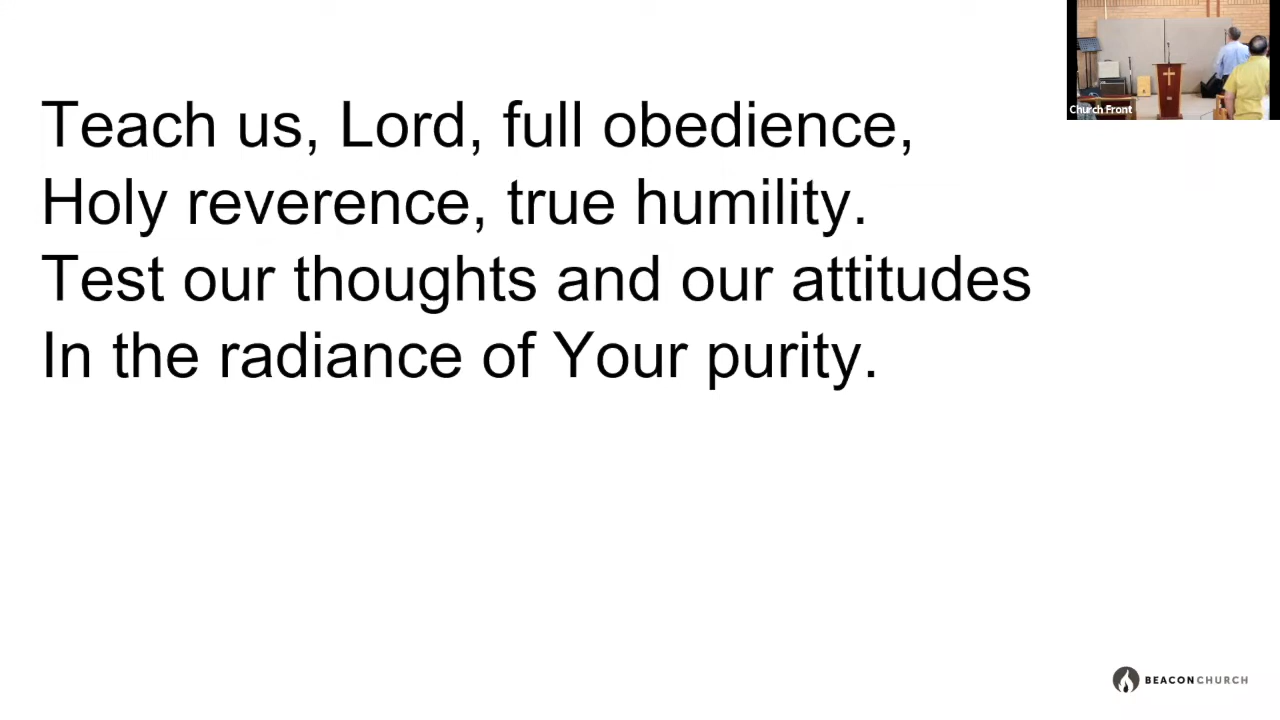 Teach us, Lord, full obedience,
Holy reverence, true humility.
Test our thoughts and our attitudes
In the radiance of Your purity.
Church Front
BEACONCHURCH